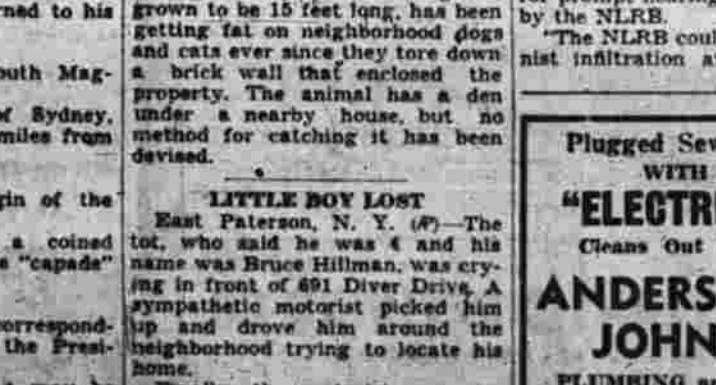 rned to his
outh Mag-
of Sydney,
miles from
gin of the
a coined
"capade"
correspond-
the Presi-
grown to be 15 feet long, has been
getting fat on neighborhood dogs
and cats ever since they tore down
a brick wall that enclosed the
property. The animal has a den
under a nearby house, but no
method for catching it has been
devised.
LITTLE BOY LOST
East Paterson, N. Y. (AP)—The
tot, who said he was 4 and his
name was Bruce Hillman, was cry-
ing in front of 691 Diver Drive. A
sympathetic motorist picked him
up and drove him around the
neighborhood trying to locate his
home.
by the NLRB.
"The NLRB coul
nist infiltration a
Plugged Sew
WITH
"ELECTRI
Cleans Out
ANDERS
JOHN
PLUMBING